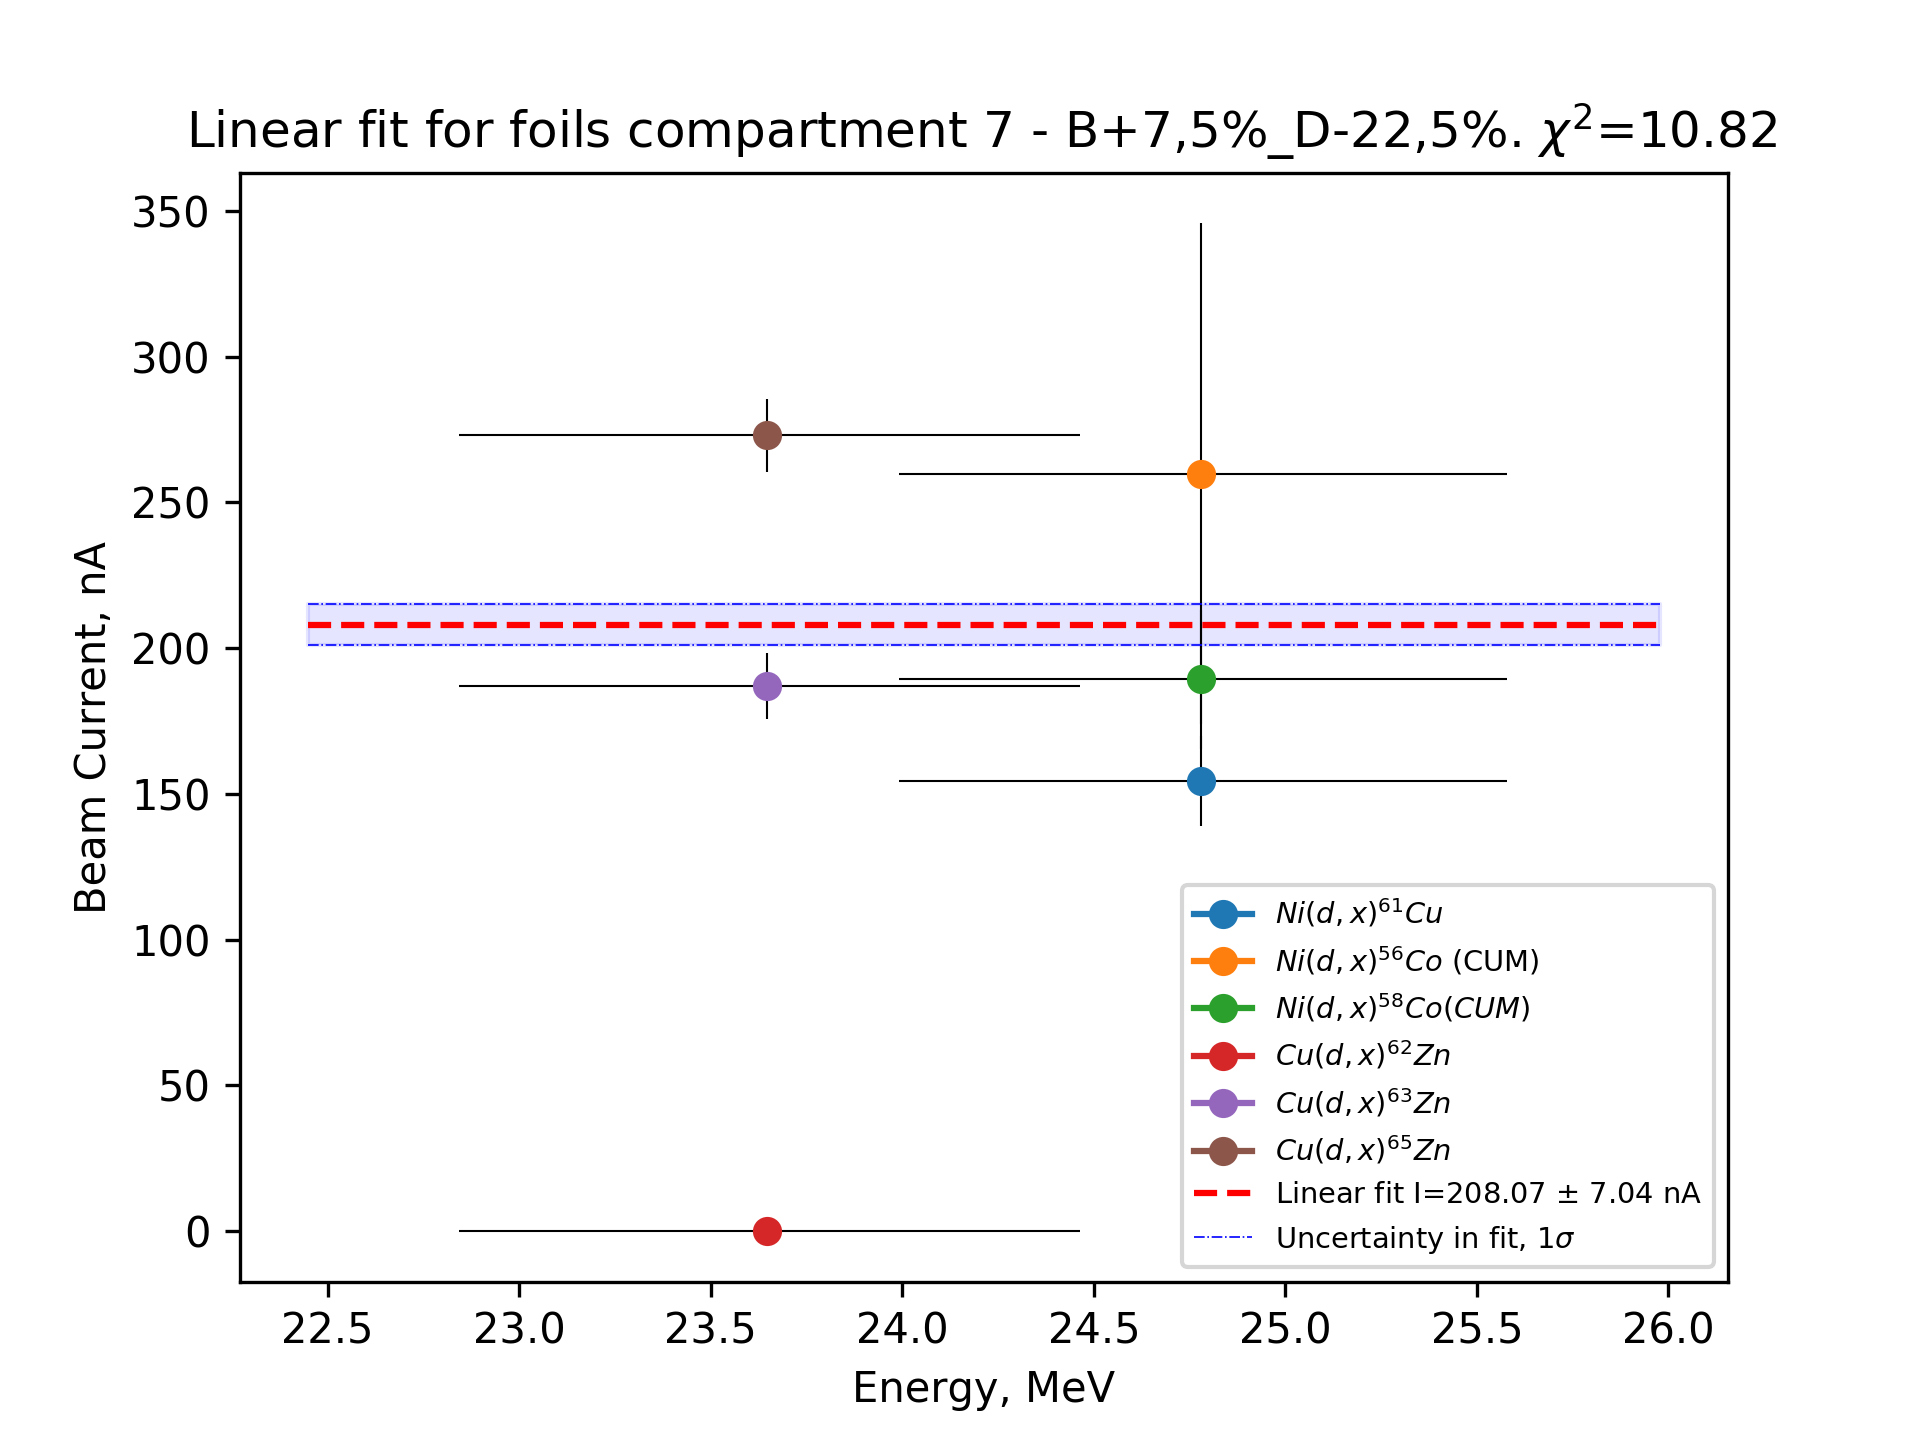 Linear fit for foils compartment 7 - B+7,5%_D-22,5%. χ²=10.82
350
300
250
200
150
100
50
0
Beam Current, nA
Ni(d, x)⁶¹Cu
Ni(d, x)⁵⁶Co (CUM)
Ni(d, x)⁵⁸Co(CUM)
Cu(d, x)⁶²Zn
Cu(d, x)⁶³Zn
Cu(d, x)⁶⁵Zn
Linear fit I=208.07 ± 7.04 nA
Uncertainty in fit, 1σ
22.5 23.0 23.5 24.0 24.5 25.0 25.5 26.0
Energy, MeV